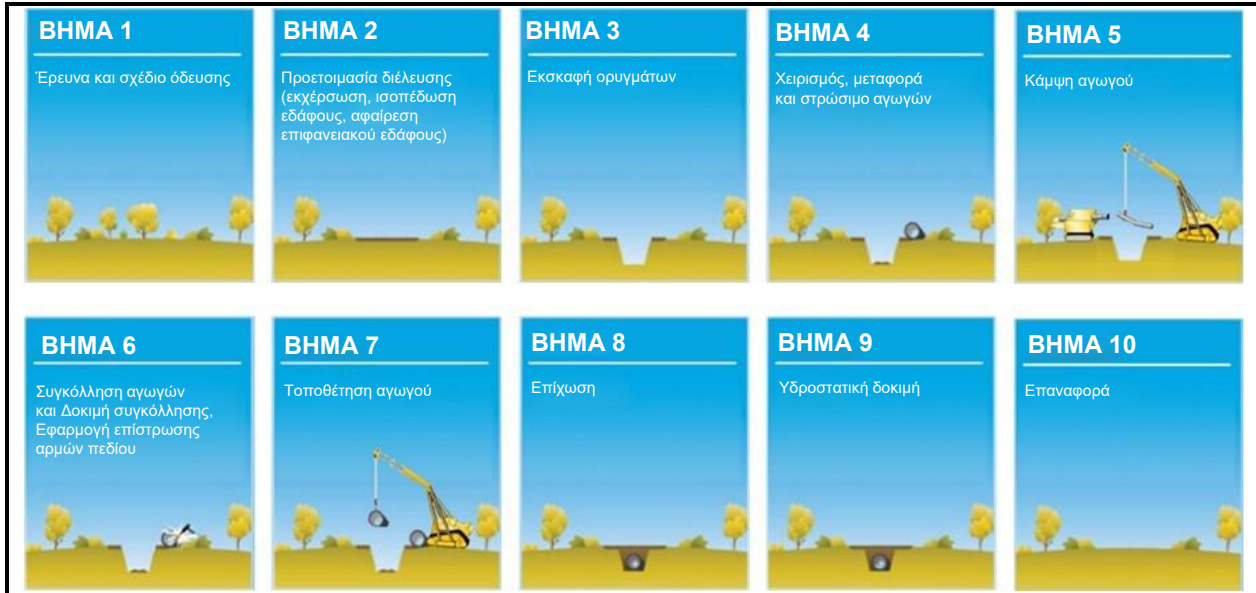 ΒΗΜΑ 1
Έρευνα και σχέδιο όδευσης
ΒΗΜΑ 2
Προετοιμασία διέλευσης
(εκχέρσωση, ισοπέδωση
εδάφους, αφαίρεση
επιφανειακού εδάφους)
ΒΗΜΑ 3
Εκσκαφή ορυγμάτων
ΒΗΜΑ 4
Χειρισμός, μεταφορά
και στρώσιμο αγωγών
ΒΗΜΑ 5
Κάμψη αγωγού
ΒΗΜΑ 6
Συγκόλληση αγωγών
και Δοκιμή συγκόλλησης,
Εφαρμογή επίστρωσης
αρμών πεδίου
ΒΗΜΑ 7
Τοποθέτηση αγωγού
ΒΗΜΑ 8
Επίχωση
ΒΗΜΑ 9
Υδροστατική δοκιμή
ΒΗΜΑ 10
Επαναφορά